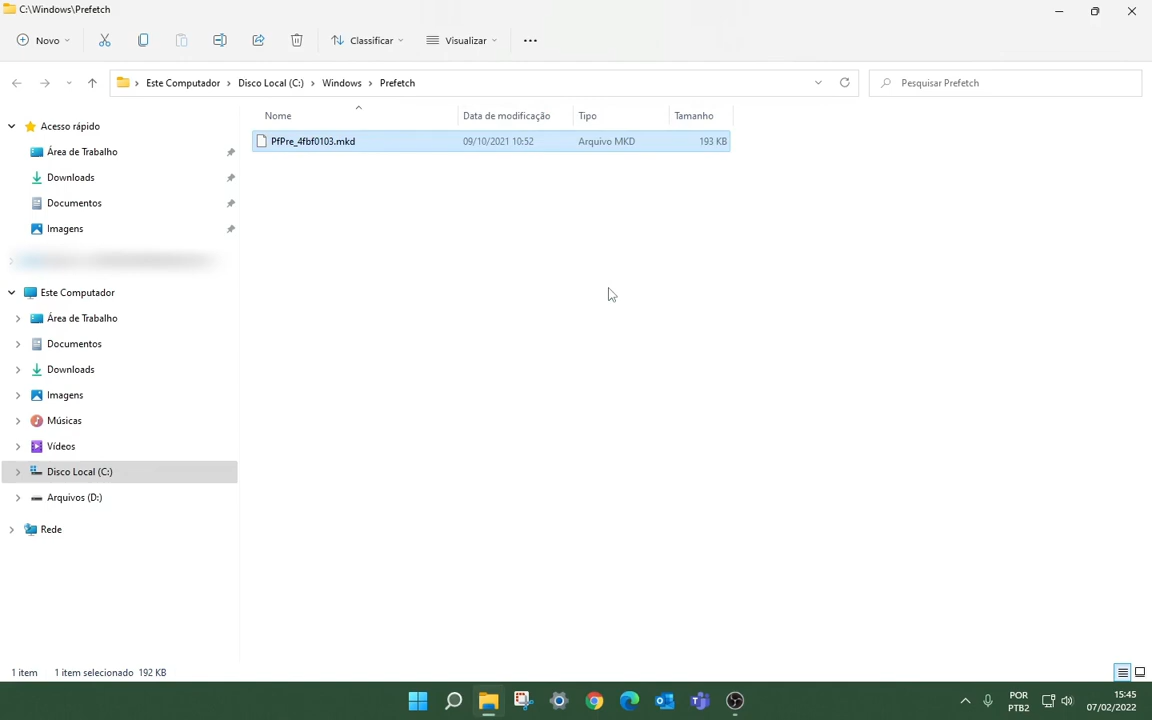 C:\Windows\Prefetch
Novo
Classificar
Visualizar
Este Computador
Disco Local (C:)
Windows
Prefetch
Pesquisar Prefetch
Nome
Data de modificação
Tipo
Tamanho
PfPre_4fbf0103.mkd
09/10/2021 10:52
Arquivo MKD
193 KB
Acesso rápido
Área de Trabalho
Downloads
Documentos
Imagens
Este Computador
Área de Trabalho
Documentos
Downloads
Imagens
Músicas
Vídeos
Disco Local (C:)
Arquivos (D:)
Rede
1 item
1 item selecionado 192 KB
POR
PTB2
15:45
07/02/2022